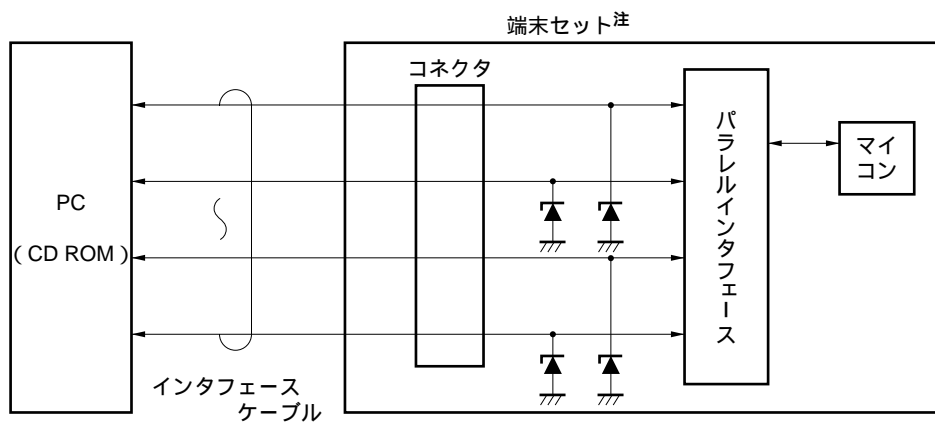 端末セット注
コネクタ
パラレルインタフェース
マイ
コン
PC
( CD ROM )
インタフェース
ケーブル